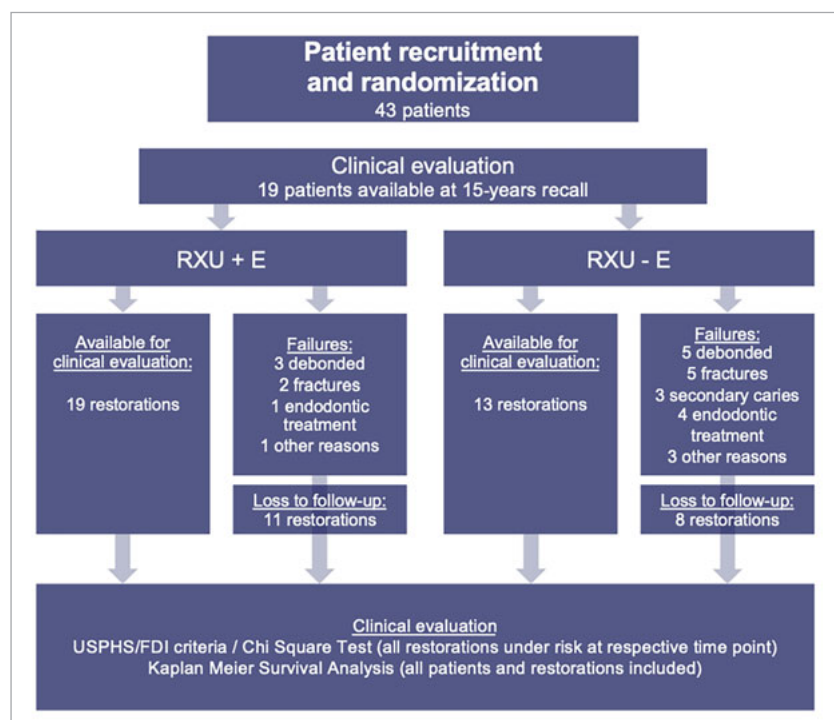 Patient recruitment
and randomization
43 patients
Clinical evaluation
19 patients available at 15-years recall
RXU + E
RXU - E
Available for
clinical evaluation:
19 restorations
Failures:
3 debonded
2 fractures
1 endodontic
treatment
1 other reasons
Loss to follow-up:
11 restorations
Available for
clinical evaluation:
13 restorations
Failures:
5 debonded
5 fractures
3 secondary caries
4 endodontic
treatment
3 other reasons
Loss to follow-up:
8 restorations
Clinical evaluation
USPHS/FDI criteria / Chi Square Test (all restorations under risk at respective time point)
Kaplan Meier Survival Analysis (all patients and restorations included)